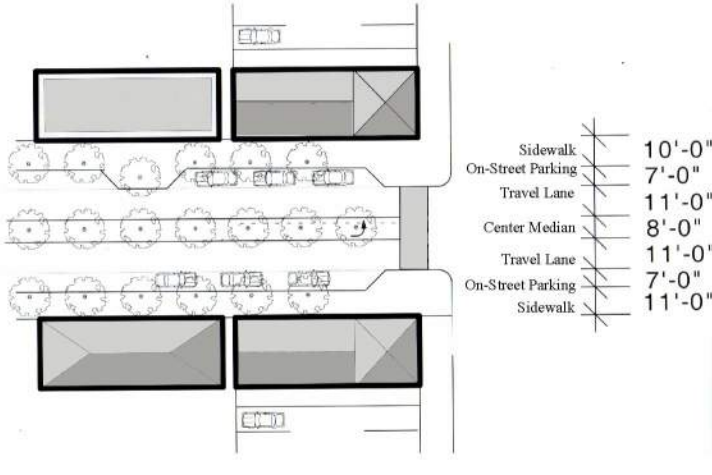 Sidewalk 10'-0"
On-Street Parking 7'-0"
Travel Lane 11'-0"
Center Median 8'-0"
Travel Lane 11'-0"
On-Street Parking 7'-0"
Sidewalk 11'-0"